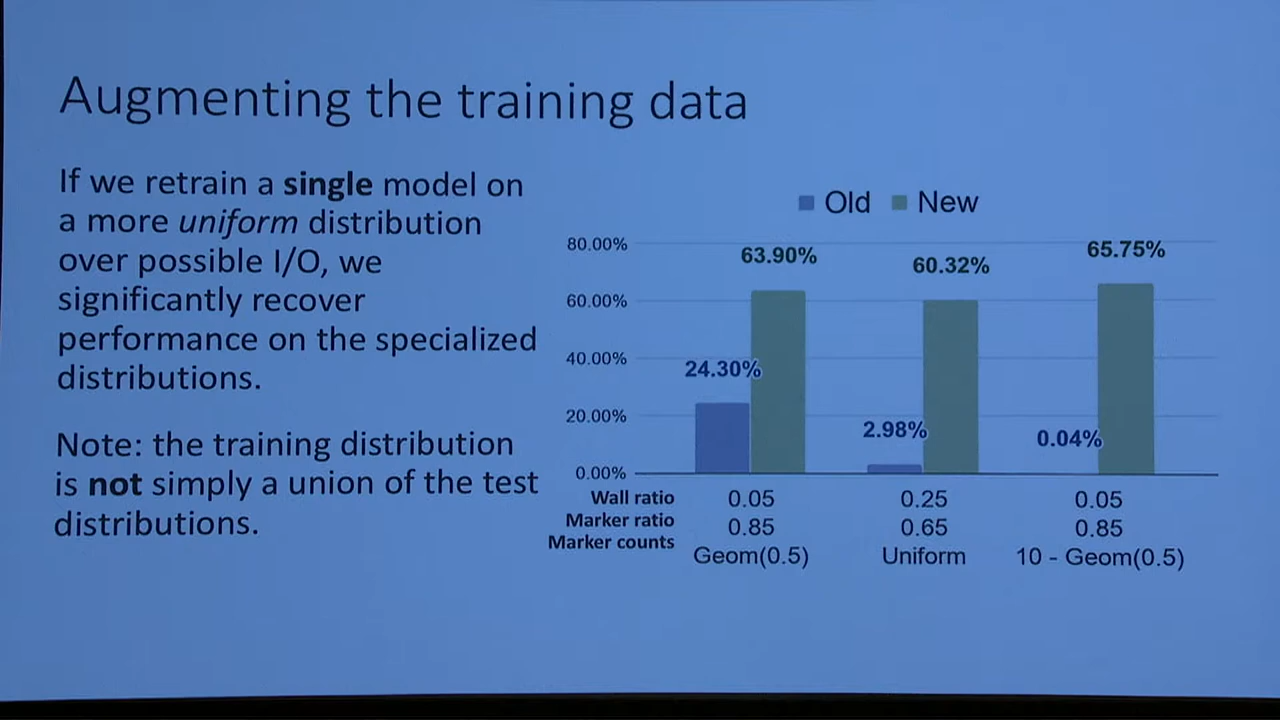 Augmenting the training data
If we retrain a single model on
a more uniform distribution
over possible I/O, we
significantly recover
performance on the specialized
distributions.
Note: the training distribution
is not simply a union of the test
distributions.
Old New
80.00%
60.00%
40.00%
20.00%
0.00%
63.90%
60.32%
65.75%
24.30%
2.98%
0.04%
Wall ratio 0.05 0.25 0.05
Marker ratio 0.85 0.65 0.85
Marker counts Geom(0.5) Uniform 10 - Geom(0.5)